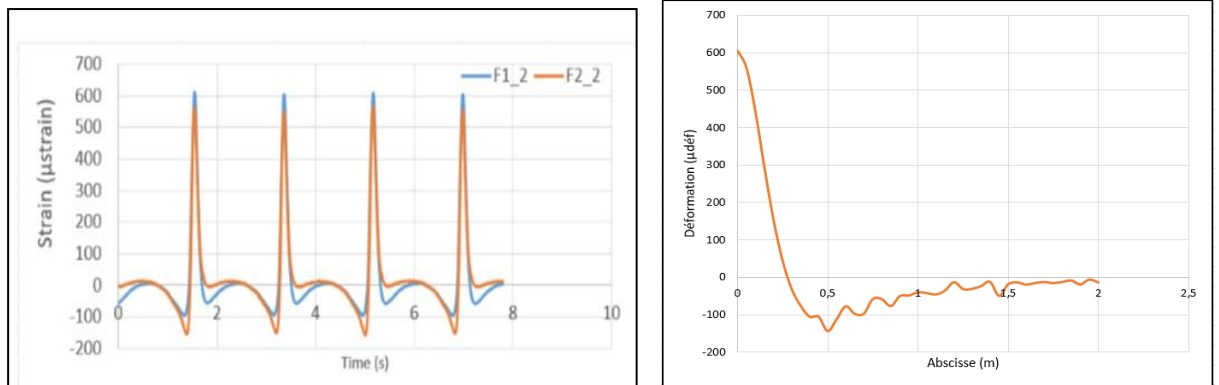 700
600
500
400
300
200
100
0
-100
-200
Strain (µstrain)
F1_2 F2_2
0 2 4 6 8 10
Time (s)
700
600
500
400
300
200
100
0
-100
-200
Déformation (µdéf)
0 0,5 1 1,5 2 2,5
Abscisse (m)